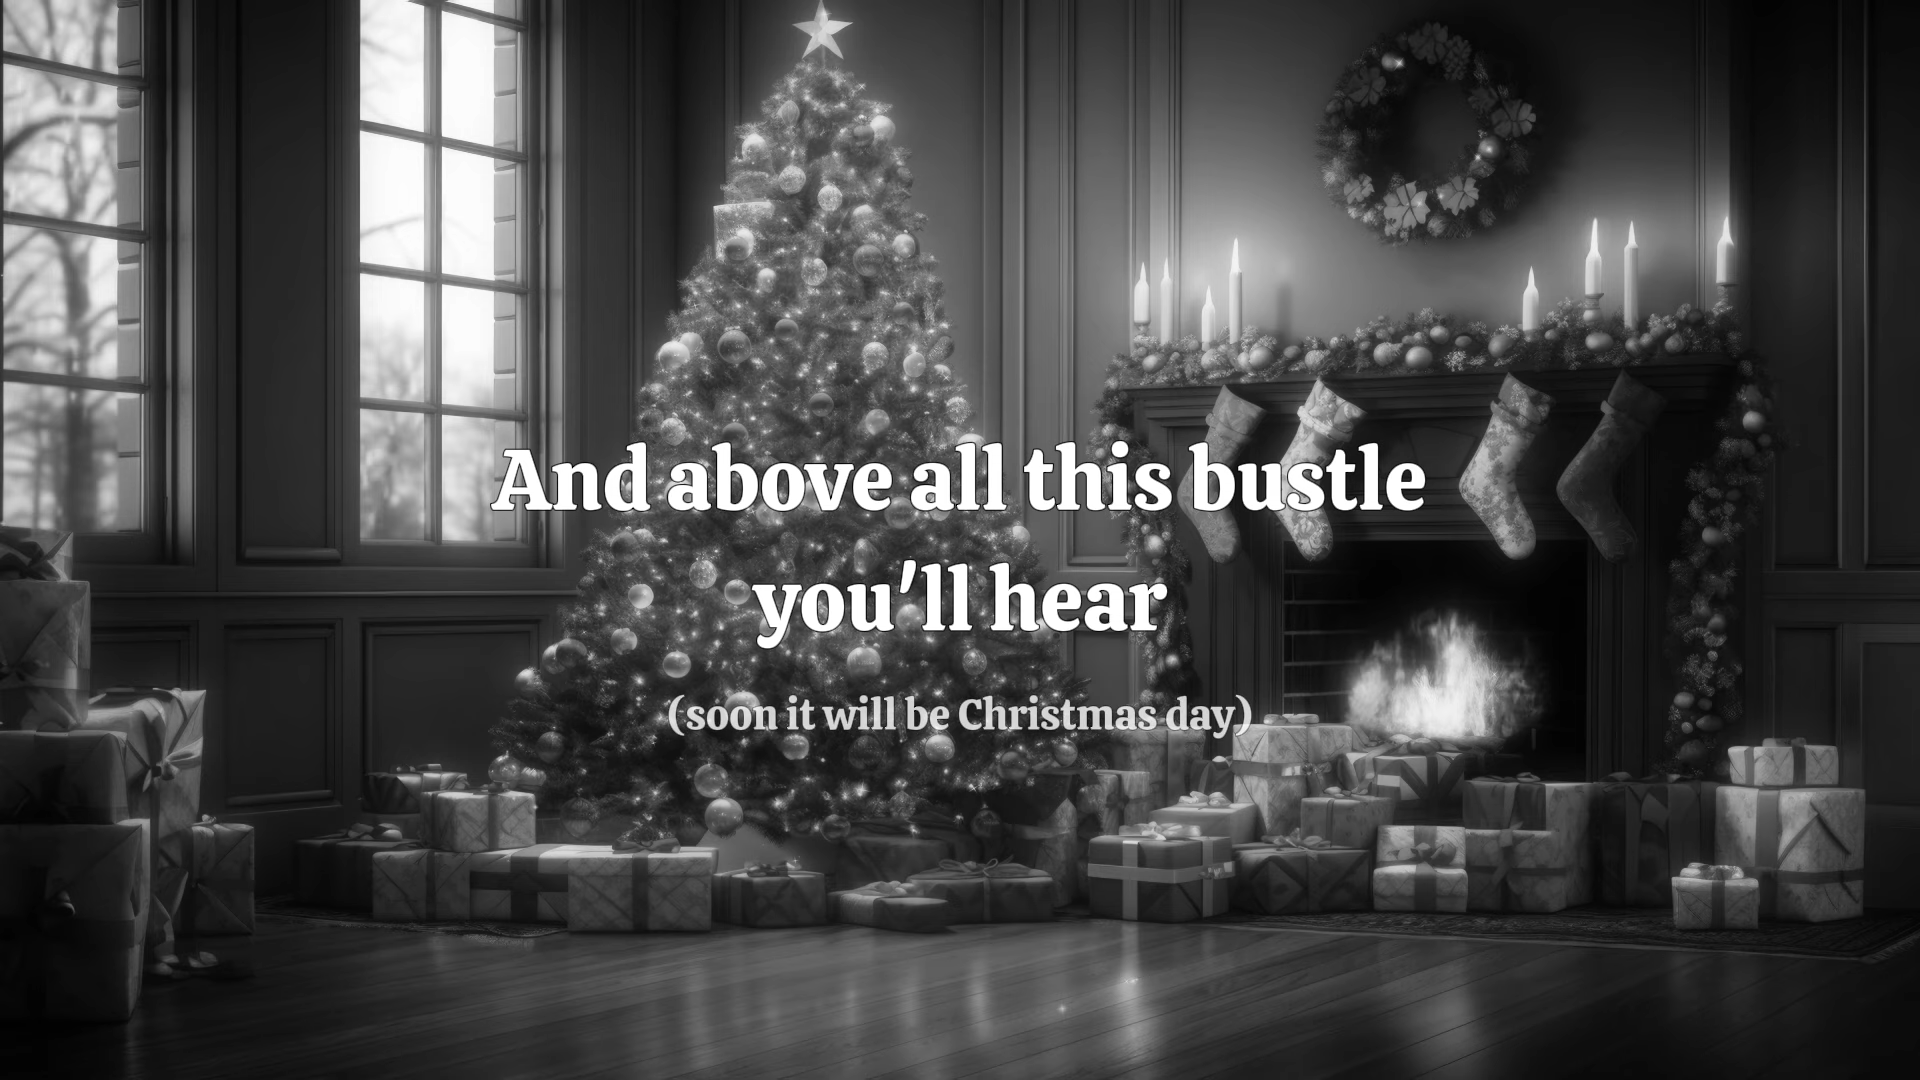 And above all this bustle
you'll hear
(soon it will be Christmas day)